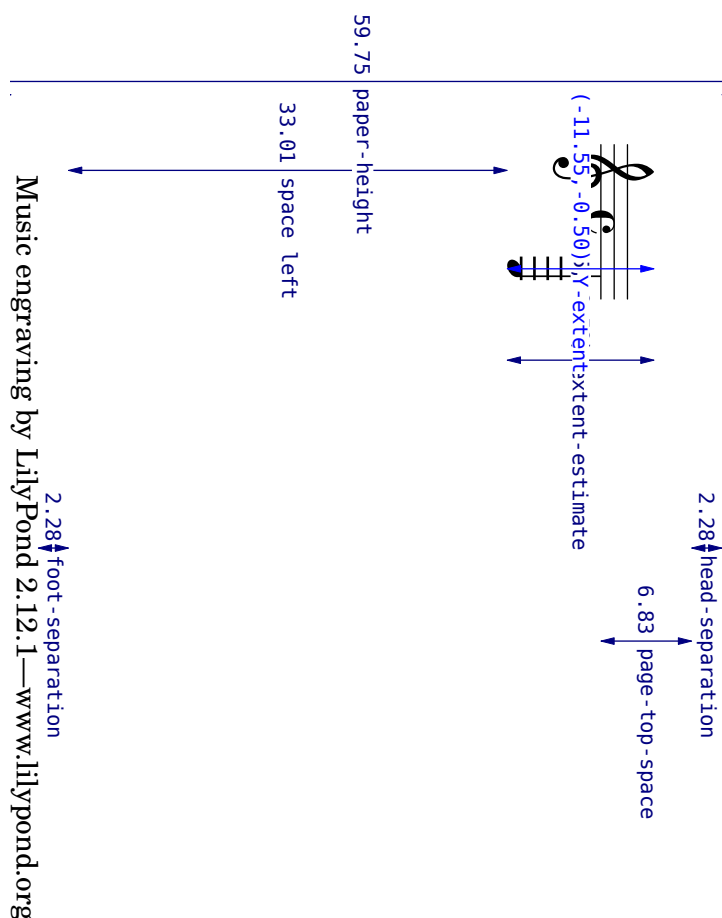 2.28 head-separation
6.83 page-top-space
(-11.55,-0.50)
Y-extent
extent-estimate
59.75 paper-height
33.01 space left
2.28 foot-separation
Music engraving by LilyPond 2.12.1—www.lilypond.org